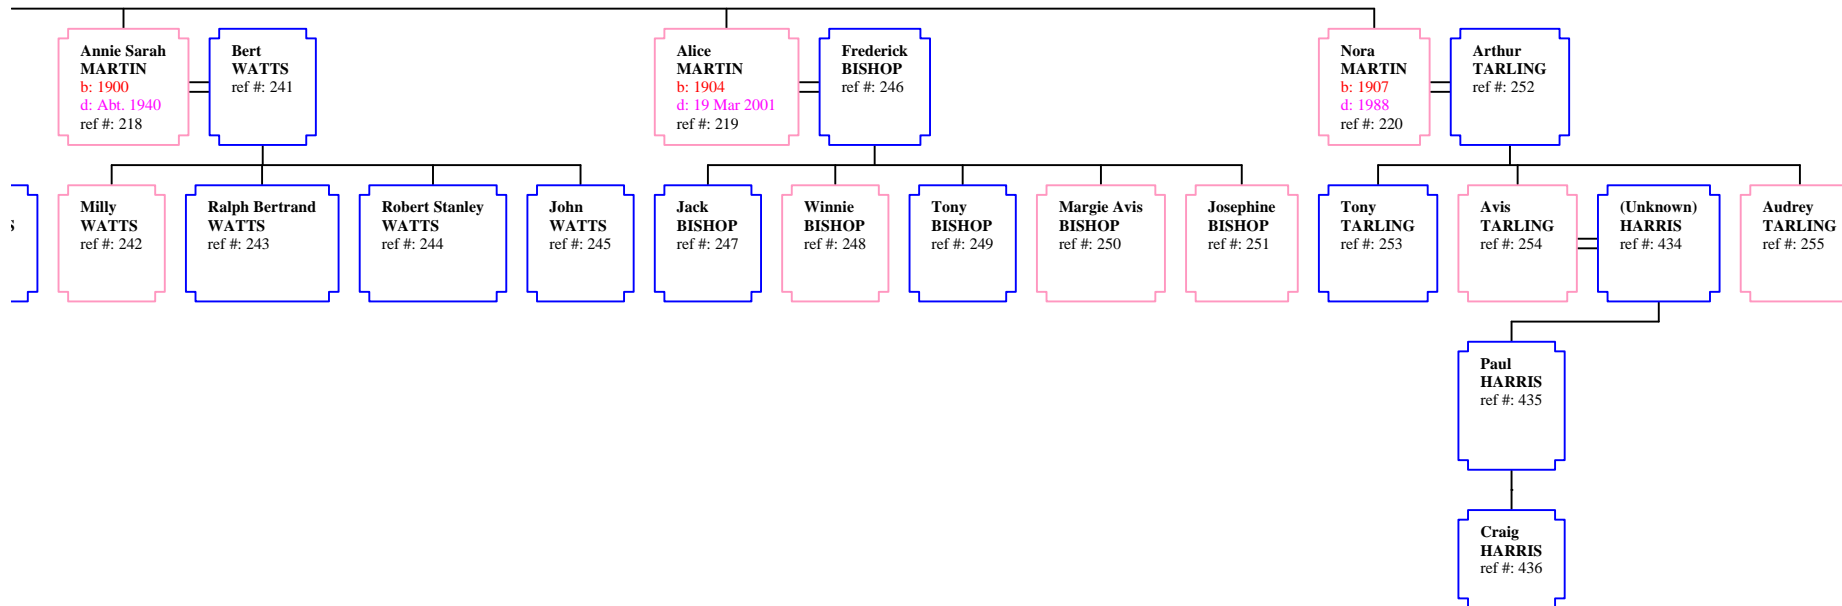 Annie Sarah
MARTIN
b: 1900
d: Abt. 1940
ref #: 218
Bert
WATTS
ref #: 241
Alice
MARTIN
b: 1904
d: 19 Mar 2001
ref #: 219
Frederick
BISHOP
ref #: 246
Nora
MARTIN
b: 1907
d: 1988
ref #: 220
Arthur
TARLING
ref #: 252
S
Milly
WATTS
ref #: 242
Ralph Bertrand
WATTS
ref #: 243
Robert Stanley
WATTS
ref #: 244
John
WATTS
ref #: 245
Jack
BISHOP
ref #: 247
Winnie
BISHOP
ref #: 248
Tony
BISHOP
ref #: 249
Margie Avis
BISHOP
ref #: 250
Josephine
BISHOP
ref #: 251
Tony
TARLING
ref #: 253
Avis
TARLING
ref #: 254
(Unknown)
HARRIS
ref #: 434
Audrey
TARLING
ref #: 255
Paul
HARRIS
ref #: 435
Craig
HARRIS
ref #: 436